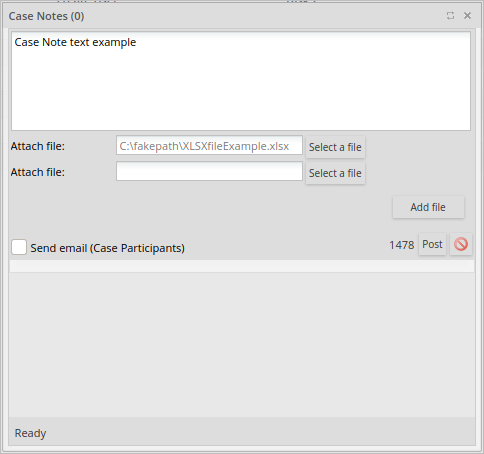 Case Notes (0)
Case Note text example
Attach file: C:\fakepath\XLSXfileExample.xlsx Select a file
Attach file: Select a file
Add file
Send email (Case Participants) 1478 Post
Ready